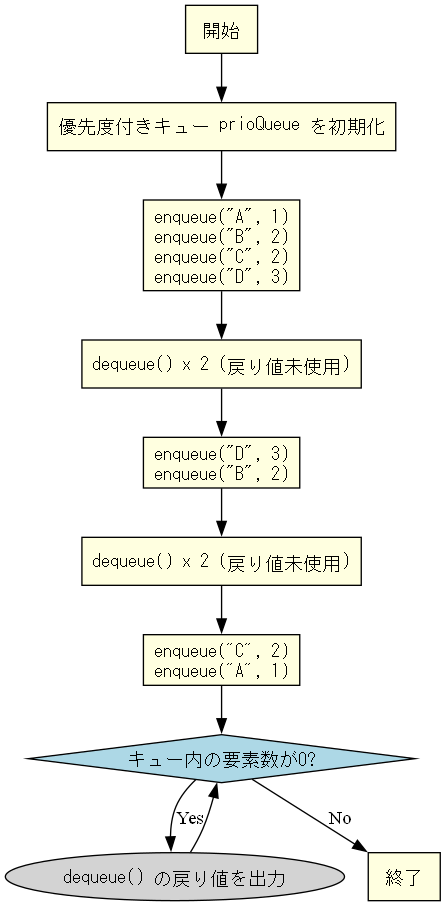 開始
優先度付きキュー prioQueue を初期化
enqueue("A", 1)
enqueue("B", 2)
enqueue("C", 2)
enqueue("D", 3)
dequeue() x 2 (戻り値未使用)
enqueue("D", 3)
enqueue("B", 2)
dequeue() x 2 (戻り値未使用)
enqueue("C", 2)
enqueue("A", 1)
キュー内の要素数が0?
Yes
No
dequeue() の戻り値を出力
終了